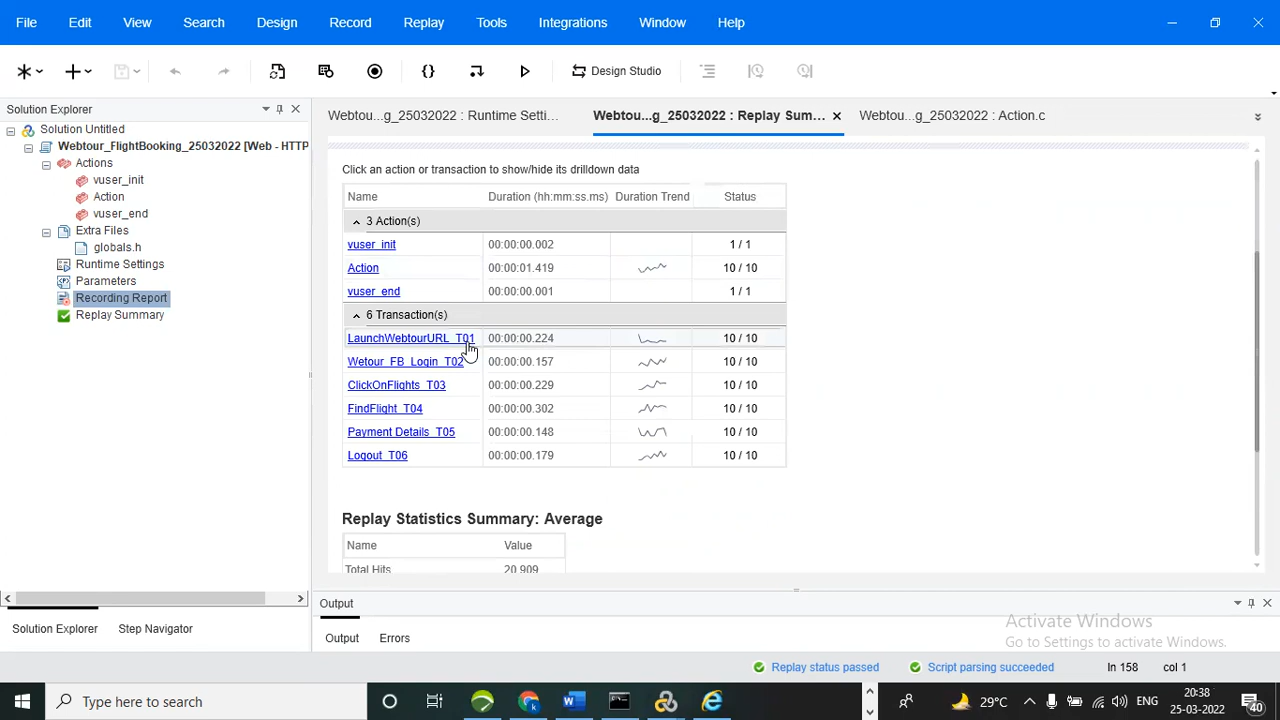 File Edit View Search Design Record Replay Tools Integrations Window Help
Design Studio
Solution Explorer
Webtou...g_25032022 : Runtime Setti... Webtou...g_25032022 : Replay Sum... Webtou...g_25032022 : Action.c
Solution Untitled
Webtour_FlightBooking_25032022 [Web - HTTP
Actions
vuser_init
Action
vuser_end
Extra Files
globals.h
Runtime Settings
Parameters
Recording Report
Replay Summary
Click an action or transaction to show/hide its drilldown data
Name Duration (hh:mm:ss.ms) Duration Trend Status
3 Action(s)
vuser_init 00:00:00.002 1 / 1
Action 00:00:01.419 10 / 10
vuser_end 00:00:00.001 1 / 1
6 Transaction(s)
LaunchWebtourURL_T01 00:00:00.224 10 / 10
Wetour_FB_Login_T02 00:00:00.157 10 / 10
ClickOnFlights_T03 00:00:00.229 10 / 10
FindFlight_T04 00:00:00.302 10 / 10
Payment Details_T05 00:00:00.148 10 / 10
Logout_T06 00:00:00.179 10 / 10
Replay Statistics Summary: Average
Name Value
Total Hits 20.909
Solution Explorer Step Navigator
Output
Output Errors
Activate Windows
Go to Settings to activate Windows.
Replay status passed Script parsing succeeded ln 158 col 1
Type here to search
29°C ENG 20:38
25-03-2022
40